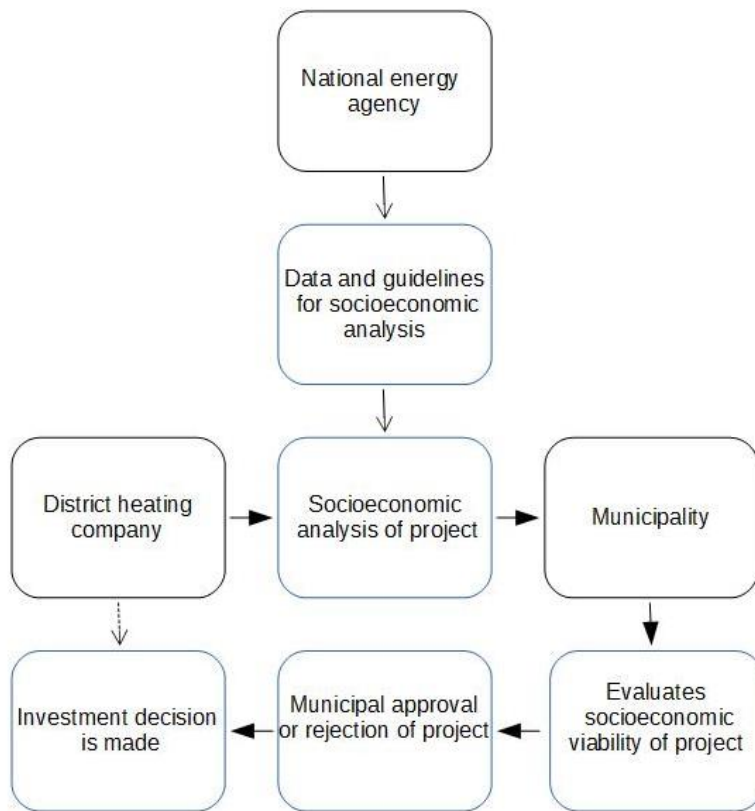 National energy
agency
Data and guidelines
for socioeconomic
analysis
District heating
company
Socioeconomic
analysis of project
Municipality
Investment decision
is made
Municipal approval
or rejection of project
Evaluates
socioeconomic
viability of project